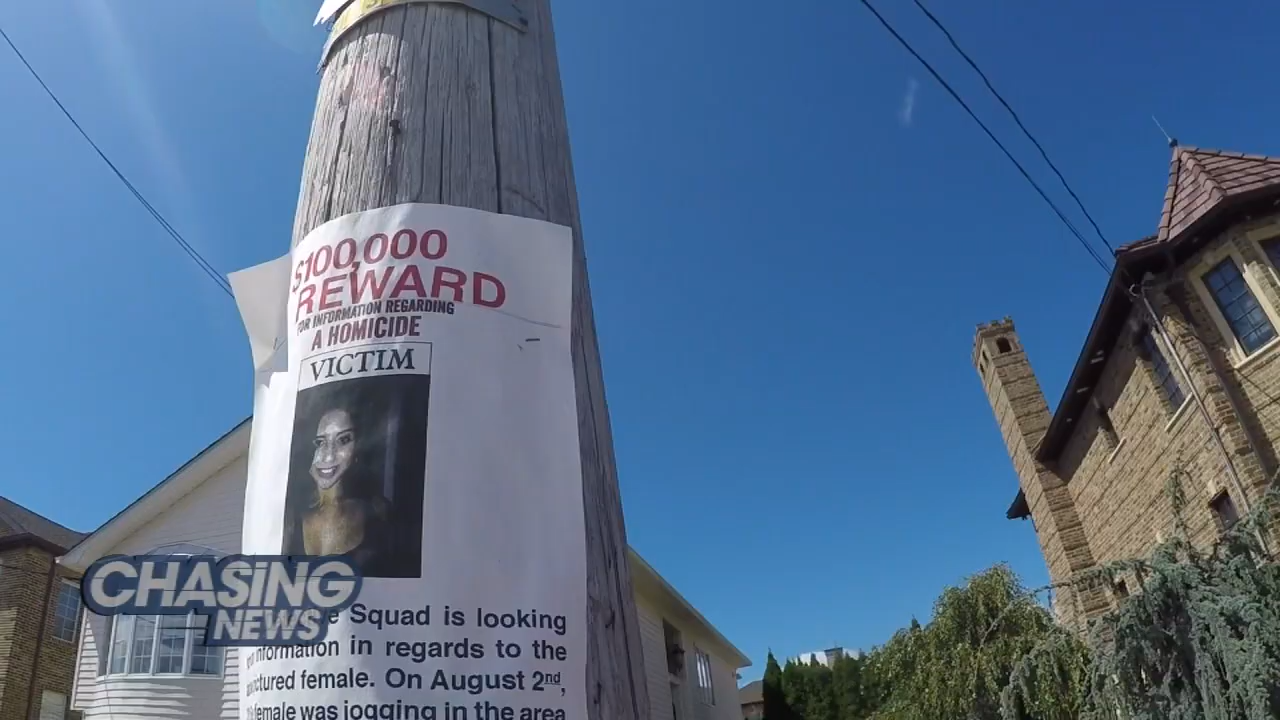 $100,000
REWARD
FOR INFORMATION REGARDING
A HOMICIDE
VICTIM
Squad is looking
information in regards to the
female. On August 2nd,
female was jogging in the area
CHASING
NEWS